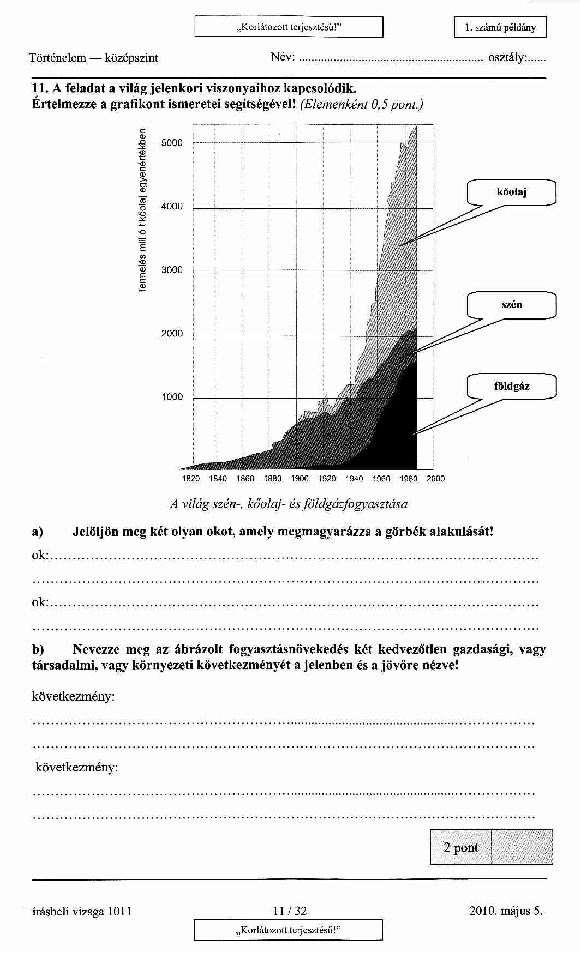 „Korlátozott terjesztésű!”
1. számú példány
Történelem — középszint
Név: ........................................................... osztály:......
11. A feladat a világ jelenkori viszonyaihoz kapcsolódik.
Értelmezze a grafikont ismeretei segítségével! (Elemenként 0,5 pont.)
Termelés millió t kőolaj egyenértékben
5000
4000
3000
2000
1000
kőolaj
szén
földgáz
1820 1840 1860 1880 1900 1920 1940 1960 1980 2000
A világ szén-, kőolaj- és földgázfogyasztása
a) Jelöljön meg két olyan okot, amely megmagyarázza a görbék alakulását!
ok:
ok:
b) Nevezze meg az ábrázolt fogyasztásnövekedés két kedvezőtlen gazdasági, vagy
társadalmi, vagy környezeti következményét a jelenben és a jövőre nézve!
következmény:
következmény:
2 pont
írásbeli vizsga 1011
11 / 32
2010. május 5.
„Korlátozott terjesztésű!”